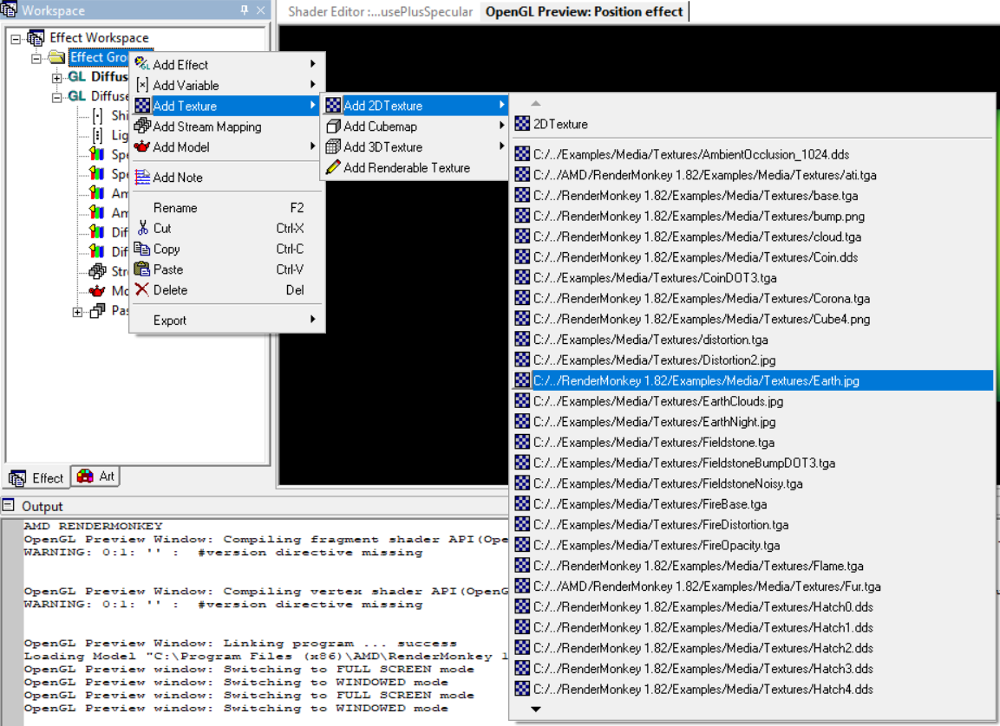 Workspace
Shader Editor :...usePlusSpecular
OpenGL Preview: Position effect
Effect Workspace
Effect Gro
GL Diffus
GL Diffuse
Shi
Lig
Spe
Spe
Am
Am
Dif
Dif
Stre
Mo
Pas
Add Effect
Add Variable
Add Texture
Add Stream Mapping
Add Model
Add Note
Rename F2
Cut Ctrl-X
Copy Ctrl-C
Paste Ctrl-V
Delete Del
Export
Add 2DTexture
Add Cubemap
Add 3DTexture
Add Renderable Texture
2DTexture
C:/../Examples/Media/Textures/AmbientOcclusion_1024.dds
C:/../AMD/RenderMonkey 1.82/Examples/Media/Textures/ati.tga
C:/../RenderMonkey 1.82/Examples/Media/Textures/base.tga
C:/../RenderMonkey 1.82/Examples/Media/Textures/bump.png
C:/../RenderMonkey 1.82/Examples/Media/Textures/cloud.tga
C:/../RenderMonkey 1.82/Examples/Media/Textures/Coin.dds
C:/../Examples/Media/Textures/CoinDOT3.tga
C:/../RenderMonkey 1.82/Examples/Media/Textures/Corona.tga
C:/../RenderMonkey 1.82/Examples/Media/Textures/Cube4.png
C:/../Examples/Media/Textures/distortion.tga
C:/../Examples/Media/Textures/Distortion2.jpg
C:/../RenderMonkey 1.82/Examples/Media/Textures/Earth.jpg
C:/../Examples/Media/Textures/EarthClouds.jpg
C:/../Examples/Media/Textures/EarthNight.jpg
C:/../Examples/Media/Textures/Fieldstone.tga
C:/../Examples/Media/Textures/FieldstoneBumpDOT3.tga
C:/../Examples/Media/Textures/FieldstoneNoisy.tga
C:/../Examples/Media/Textures/FireBase.tga
C:/../Examples/Media/Textures/FireDistortion.tga
C:/../Examples/Media/Textures/FireOpacity.tga
C:/../RenderMonkey 1.82/Examples/Media/Textures/Flame.tga
C:/../AMD/RenderMonkey 1.82/Examples/Media/Textures/Fur.tga
C:/../RenderMonkey 1.82/Examples/Media/Textures/Hatch0.dds
C:/../RenderMonkey 1.82/Examples/Media/Textures/Hatch1.dds
C:/../RenderMonkey 1.82/Examples/Media/Textures/Hatch2.dds
C:/../RenderMonkey 1.82/Examples/Media/Textures/Hatch3.dds
C:/../RenderMonkey 1.82/Examples/Media/Textures/Hatch4.dds
Effect
Art
Output
AMD RENDERMONKEY
OpenGL Preview Window: Compiling fragment shader API(Ope
WARNING: 0:1: '' :  #version directive missing
OpenGL Preview Window: Compiling vertex shader API(OpenG
WARNING: 0:1: '' :  #version directive missing
OpenGL Preview Window: Linking program ... success
Loading Model "C:\Program Files (x86)\AMD\RenderMonkey 1
OpenGL Preview window: Switching to FULL SCREEN mode
OpenGL Preview window: Switching to WINDOWED mode
OpenGL Preview window: Switching to FULL SCREEN mode
OpenGL Preview window: Switching to WINDOWED mode